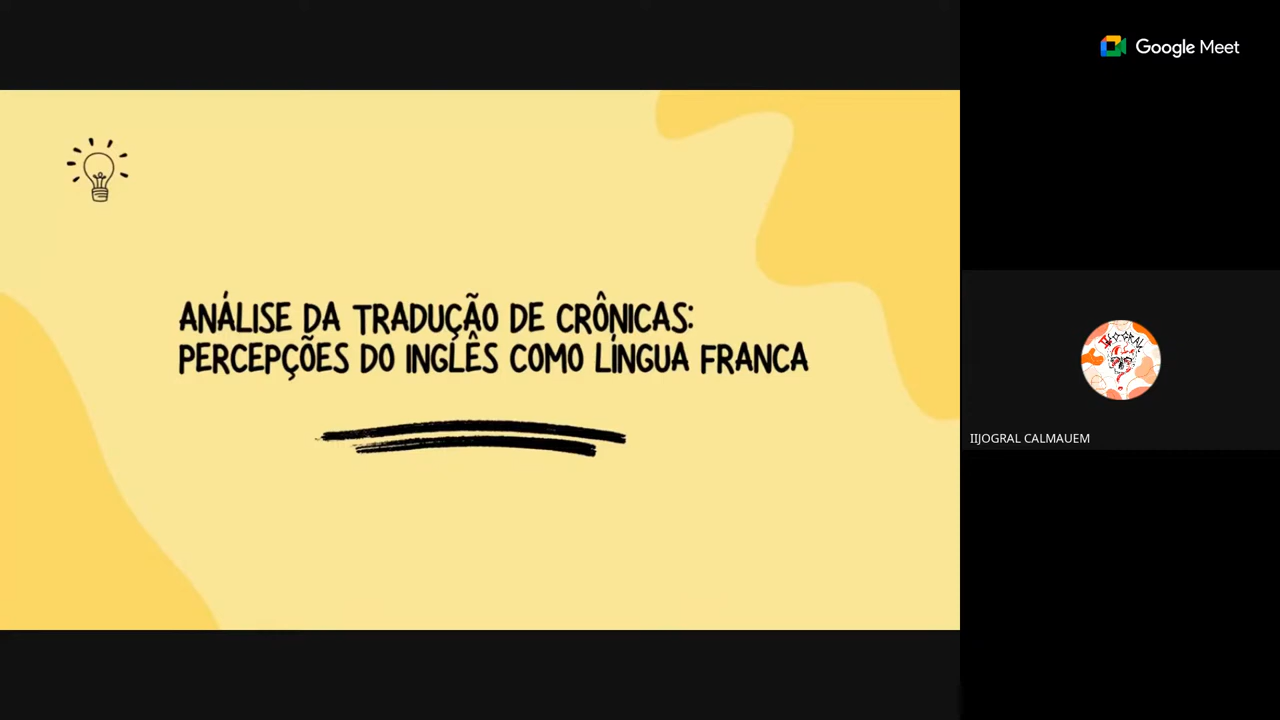 Google Meet
ANÁLISE DA TRADUÇÃO DE CRÔNICAS:
PERCEPÇÕES DO INGLÊS COMO LÍNGUA FRANCA
IIJOGRAL CALMAUEM